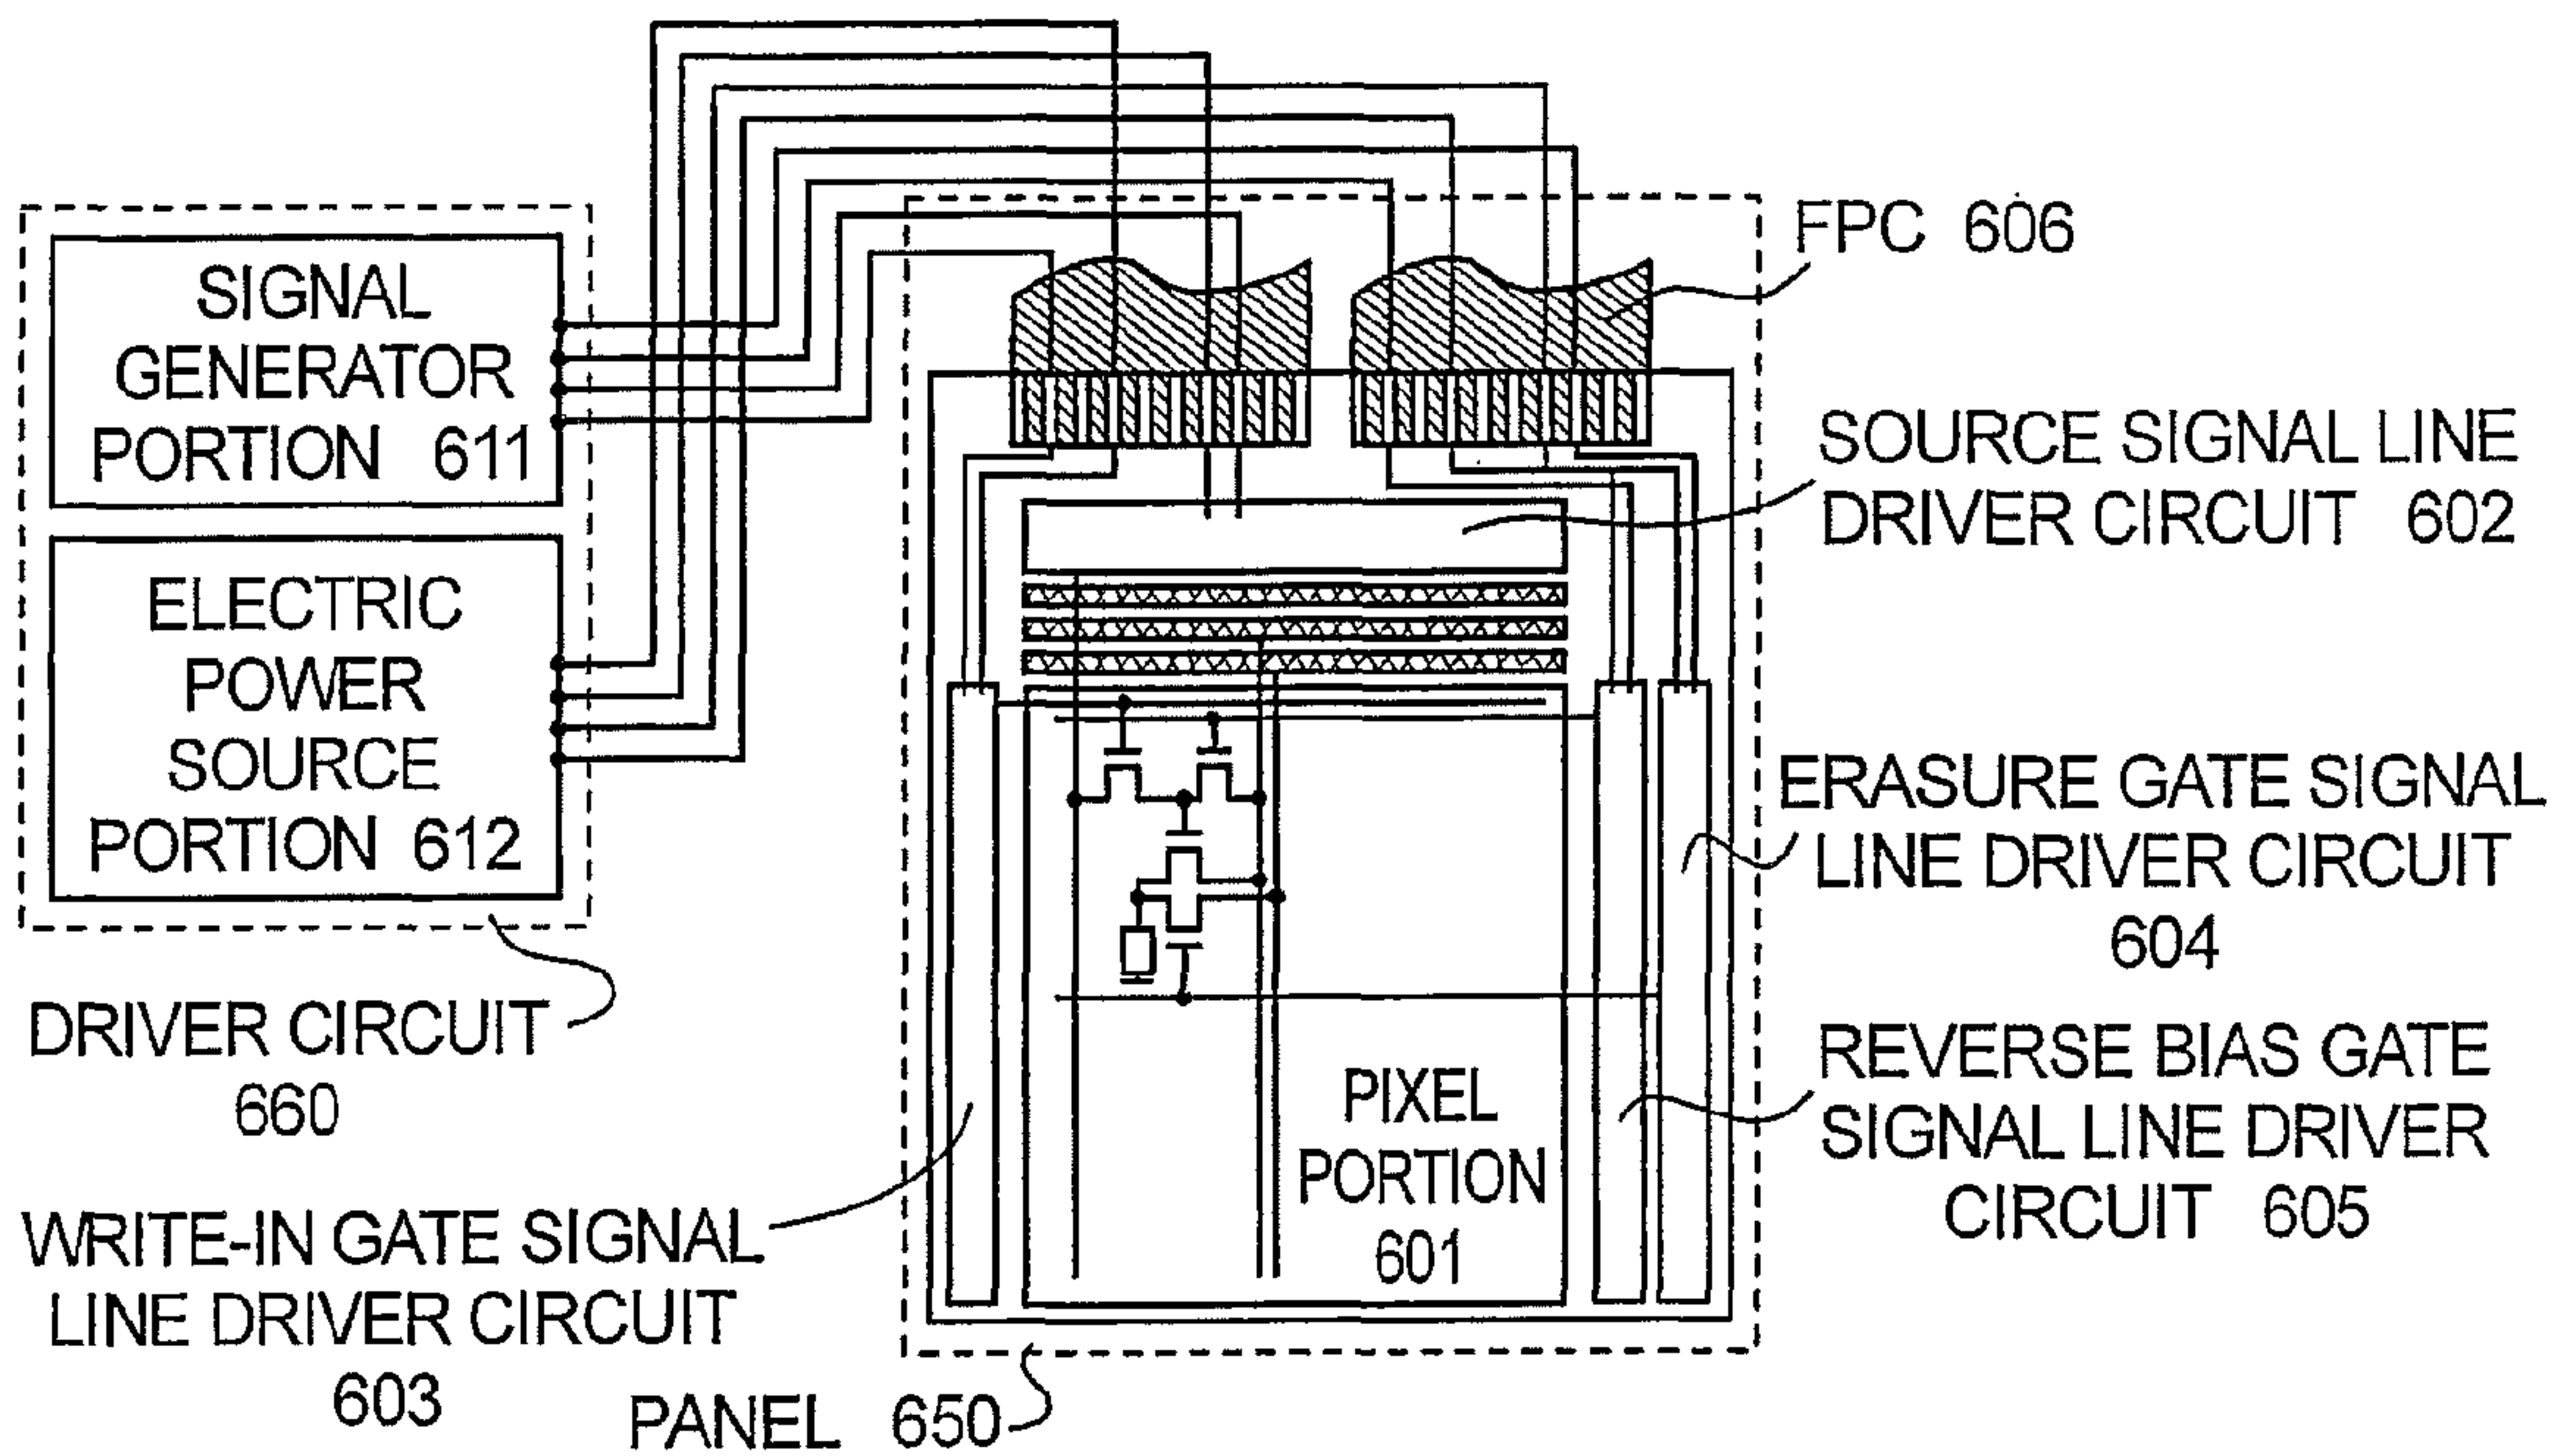 SIGNAL
GENERATOR
PORTION 611
ELECTRIC
POWER
SOURCE
PORTION 612
DRIVER CIRCUIT
660
WRITE-IN GATE SIGNAL
LINE DRIVER CIRCUIT
603
PANEL 650
FPC 606
SOURCE SIGNAL LINE
DRIVER CIRCUIT 602
ERASURE GATE SIGNAL
LINE DRIVER CIRCUIT
604
REVERSE BIAS GATE
SIGNAL LINE DRIVER
CIRCUIT 605
PIXEL
PORTION
601